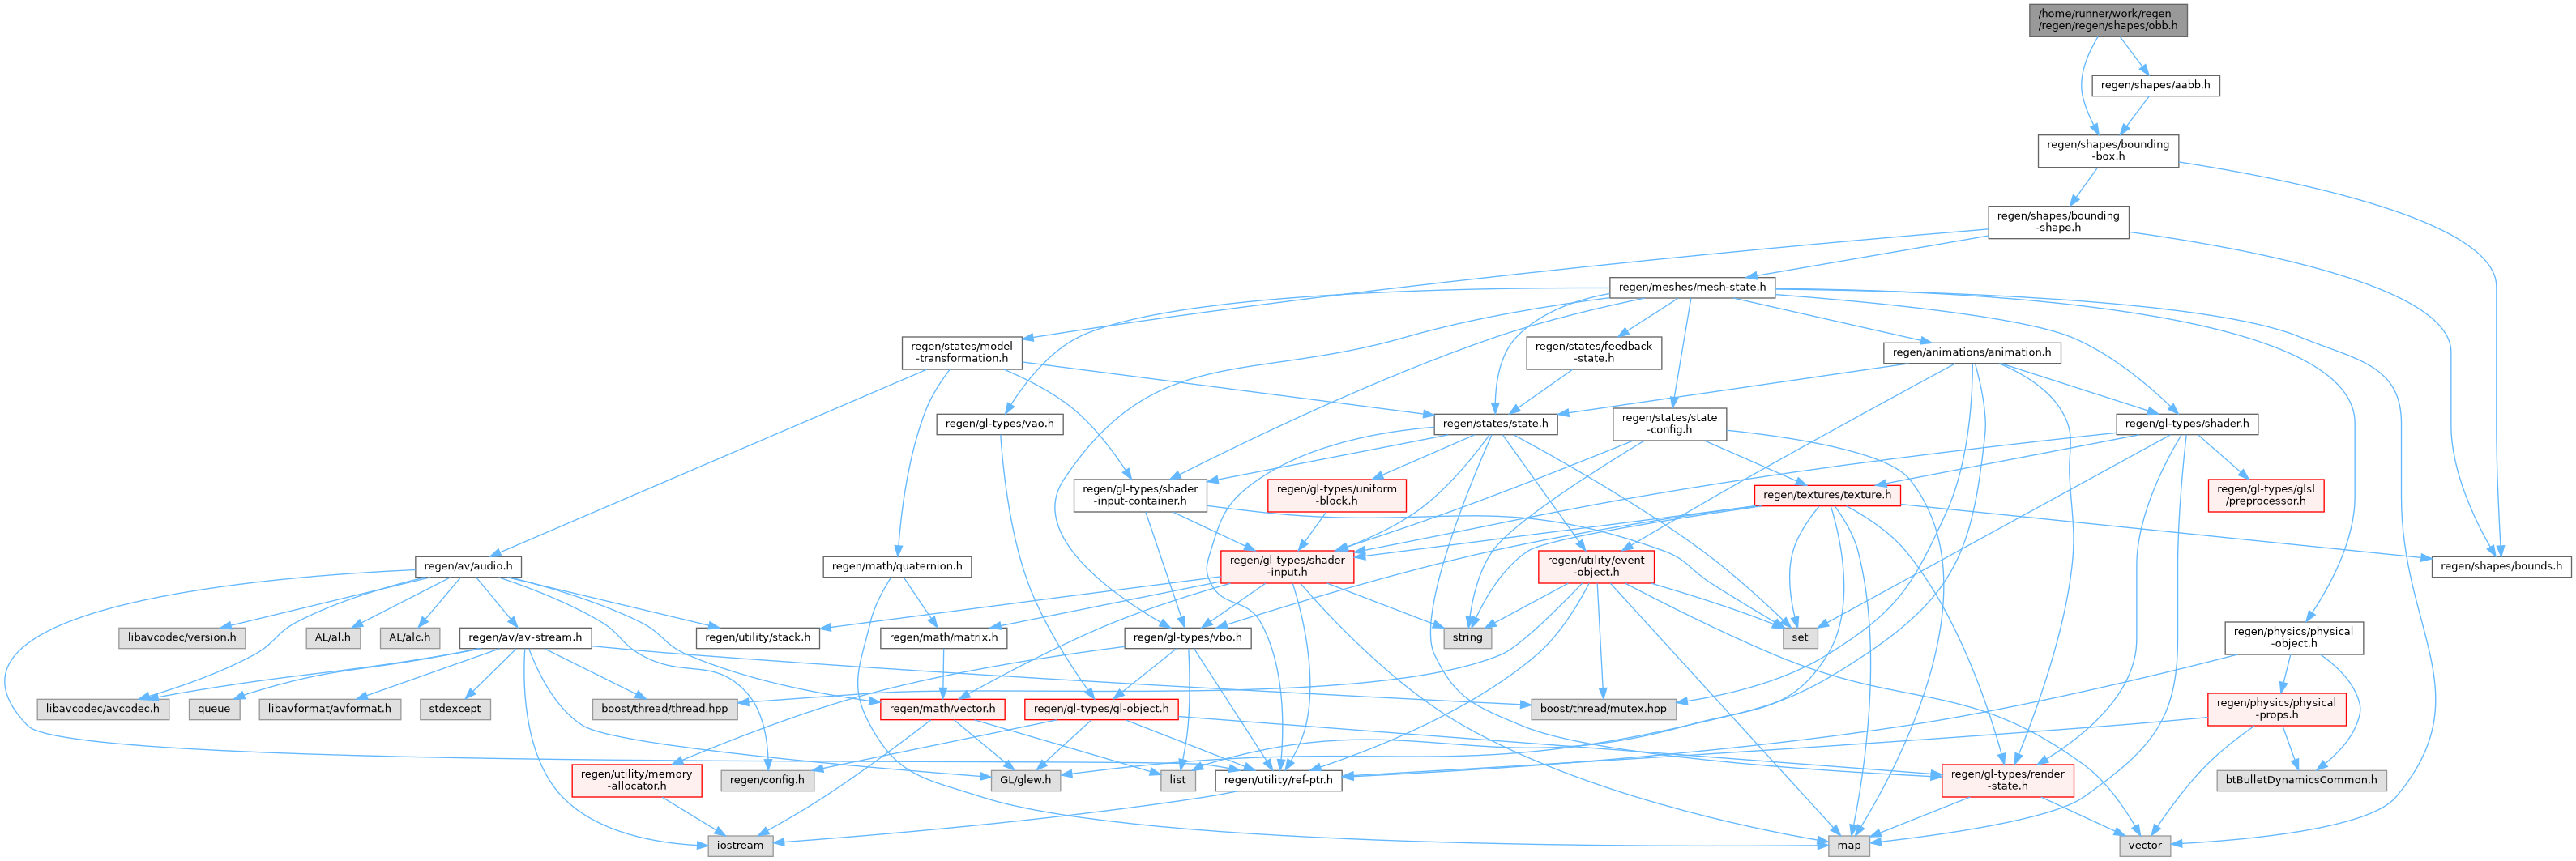 /home/runner/work/regen
/regen/regen/shapes/obb.h
regen/shapes/aabb.h
regen/shapes/bounding
-box.h
regen/shapes/bounding
-shape.h
regen/meshes/mesh-state.h
regen/states/model
-transformation.h
regen/states/feedback
-state.h
regen/animations/animation.h
regen/gl-types/vao.h
regen/states/state.h
regen/states/state
-config.h
regen/gl-types/shader.h
regen/gl-types/shader
-input-container.h
regen/gl-types/uniform
-block.h
regen/textures/texture.h
regen/gl-types/glsl
/preprocessor.h
regen/av/audio.h
regen/math/quaternion.h
regen/gl-types/shader
-input.h
regen/utility/event
-object.h
regen/shapes/bounds.h
libavcodec/version.h
AL/al.h
AL/alc.h
regen/av/av-stream.h
regen/utility/stack.h
regen/math/matrix.h
regen/gl-types/vbo.h
string
set
regen/physics/physical
-object.h
libavcodec/avcodec.h
queue
libavformat/avformat.h
stdexcept
boost/thread/thread.hpp
regen/math/vector.h
regen/gl-types/gl-object.h
boost/thread/mutex.hpp
regen/physics/physical
-props.h
regen/utility/memory
-allocator.h
regen/config.h
GL/glew.h
list
regen/utility/ref-ptr.h
regen/gl-types/render
-state.h
btBulletDynamicsCommon.h
iostream
map
vector